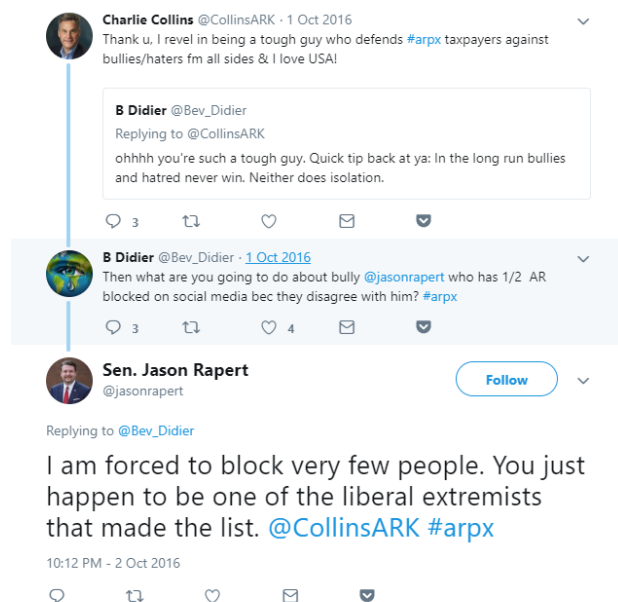 Charlie Collins @CollinsARK · 1 Oct 2016
Thank u, I revel in being a tough guy who defends #arpx taxpayers against
bullies/haters fm all sides & I love USA!
B Didier @Bev_Didier
Replying to @CollinsARK
ohhhh you're such a tough guy. Quick tip back at ya: In the long run bullies
and hatred never win. Neither does isolation.
3
B Didier @Bev_Didier · 1 Oct 2016
Then what are you going to do about bully @jasonrapert who has 1/2 AR
blocked on social media bec they disagree with him? #arpx
3 4
Sen. Jason Rapert
@jasonrapert
Follow
Replying to @Bev_Didier
I am forced to block very few people. You just
happen to be one of the liberal extremists
that made the list. @CollinsARK #arpx
10:12 PM - 2 Oct 2016